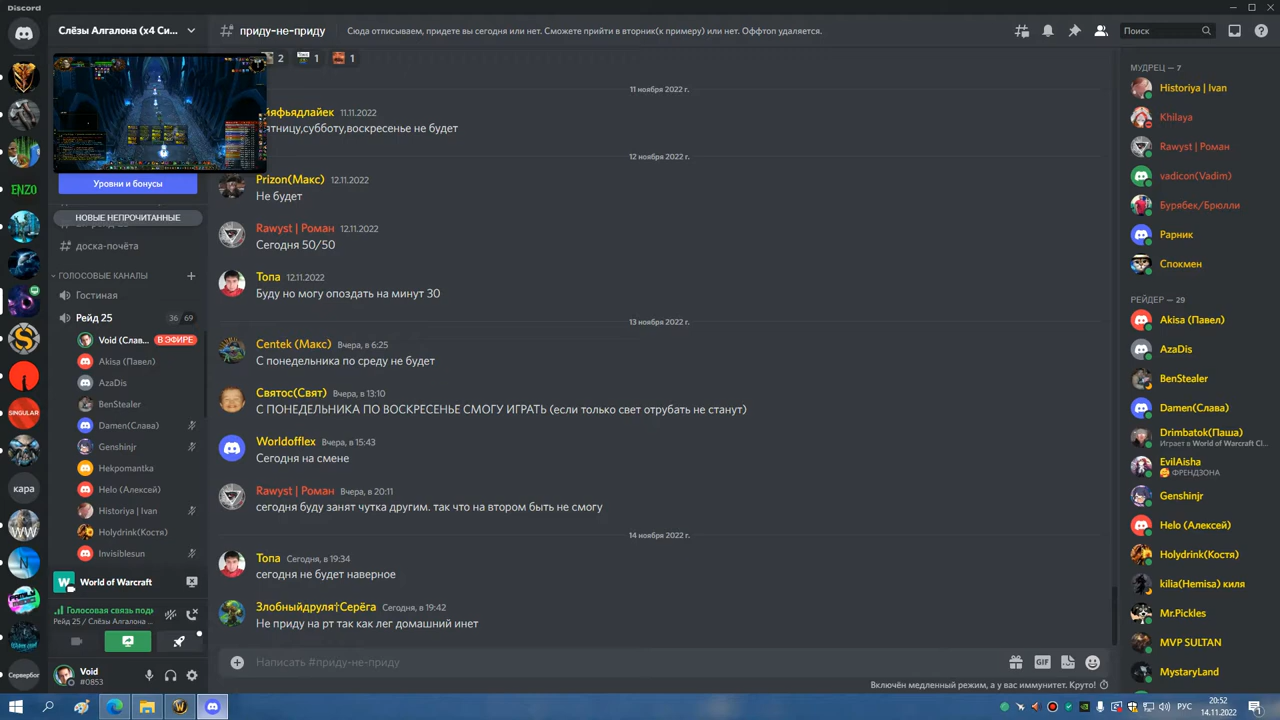 Discord
Слёзы Алгалона (x4 Си...
приду-не-приду
Сюда отписываем, придете вы сегодня или нет. Сможете прийти в вторник(к примеру) или нет. Оффтоп удаляется.
Поиск
2
1
1
11 ноября 2022 г.
йяфьядлайек 11.11.2022
ятницу,субботу,воскресенье не будет
12 ноября 2022 г.
Prizon(Макс) 12.11.2022
Не будет
Rawyst | Роман 12.11.2022
Сегодня 50/50
Топа 12.11.2022
Буду но могу опоздать на минут 30
13 ноября 2022 г.
Centek (Макс) Вчера, в 6:25
С понедельника по среду не будет
Святос(Свят) Вчера, в 13:10
С ПОНЕДЕЛЬНИКА ПО ВОСКРЕСЕНЬЕ СМОГУ ИГРАТЬ (если только свет отрубать не станут)
Worldofflex Вчера, в 15:43
Сегодня на смене
Rawyst | Роман Вчера, в 20:11
сегодня буду занят чутка другим. так что на втором быть не смогу
14 ноября 2022 г.
Топа Сегодня, в 19:34
сегодня не будет наверное
Злобныйдруля†Серёга Сегодня, в 19:42
Не приду на рт так как лег домашний инет
Написать #приду-не-приду
GIF
Включён медленный режим, а у вас иммунитет. Круто!
Уровни и бонусы
НОВЫЕ НЕПРОЧИТАННЫЕ
доска-почёта
ГОЛОСОВЫЕ КАНАЛЫ
Гостиная
Рейд 25 36 69
Void (Слав... В ЭФИРЕ
Akisa (Павел)
AzaDis
BenStealer
Damen(Слава)
Genshinjr
Hekpomantka
Helo (Алексей)
Historiya | Ivan
Holydrink(Костя)
Invisiblesun
World of Warcraft
Голосовая связь подк
Рейд 25 / Слёзы Алгалона ...
Void
#0853
ENZO
SINGULAR
кара
WW
Сервербот
МУДРЕЦ — 7
Historiya | Ivan
Khilaya
Rawyst | Роман
vadicon(Vadim)
Бурябек/Брюлли
Рарник
Спокмен
РЕЙДЕР — 29
Akisa (Павел)
AzaDis
BenStealer
Damen(Слава)
Drimbatok(Паша)
Играет в World of Warcraft Cl...
EvilAisha
ФРЕНДЗОНА
Genshinjr
Helo (Алексей)
Holydrink(Костя)
kilia(Hemisa) киля
Mr.Pickles
MVP SULTAN
MystaryLand
РУС
20:52
14.11.2022